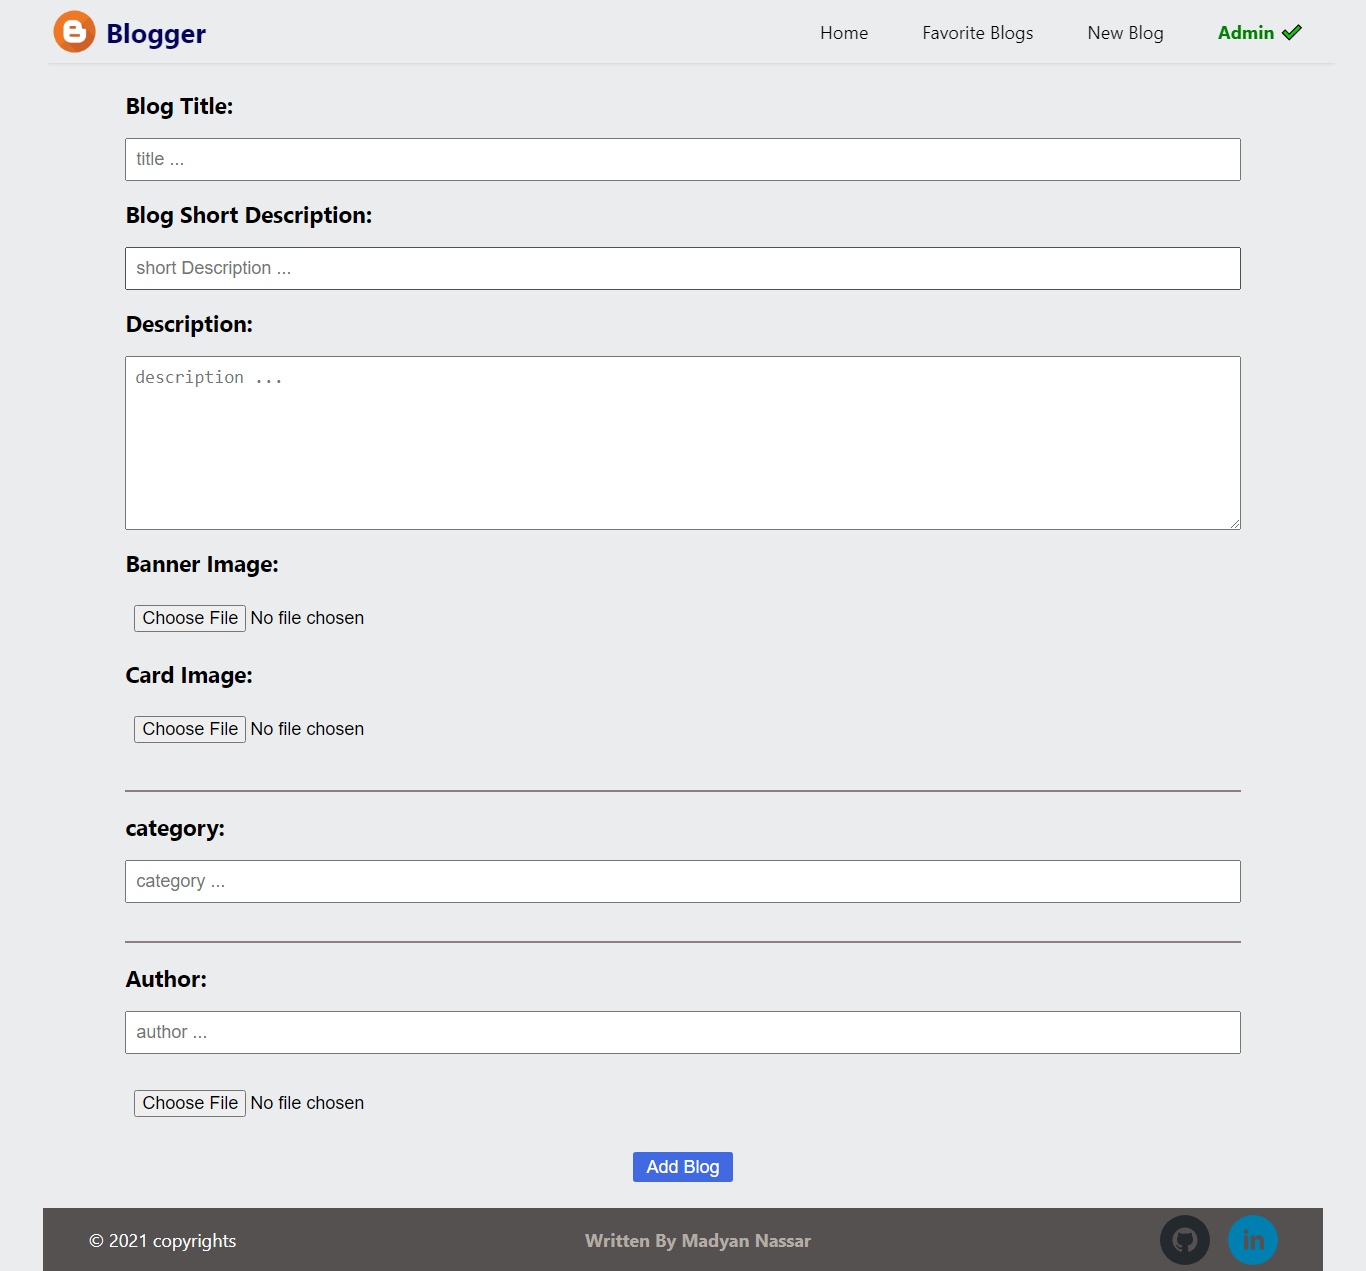 Blogger
Home Favorite Blogs New Blog Admin
Blog Title:
title ...
Blog Short Description:
short Description ...
Description:
description ...
Banner Image:
Choose File No file chosen
Card Image:
Choose File No file chosen
category:
category ...
Author:
author ...
Choose File No file chosen
Add Blog
© 2021 copyrights Written By Madyan Nassar in